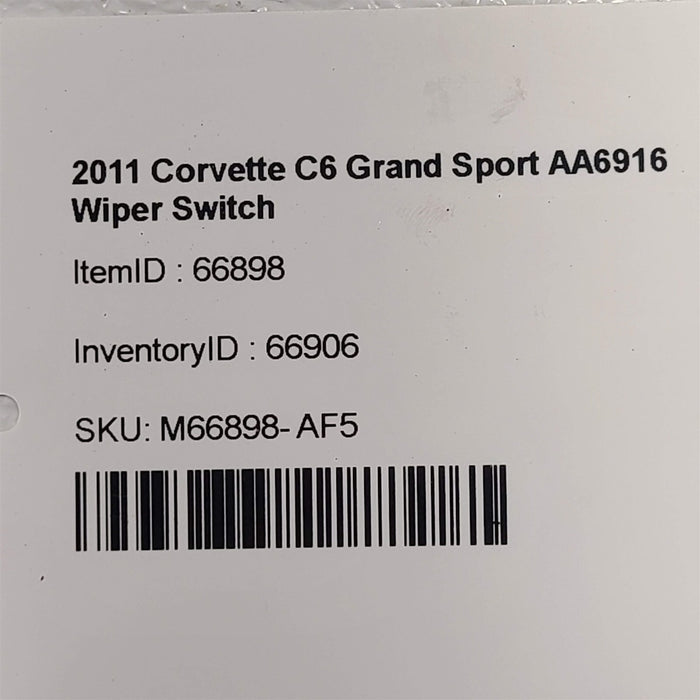 2011 Corvette C6 Grand Sport AA6916
Wiper Switch
ItemID : 66898
InventoryID : 66906
SKU: M66898- AF5